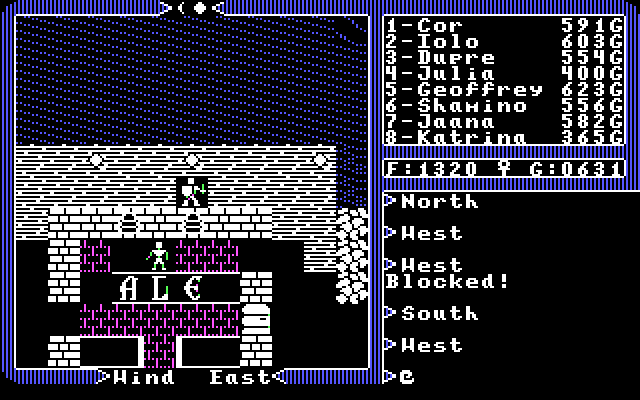 1-Cor 591G
2-Iolo 603G
3-Dupre 554G
4-Julia 400G
5-Geoffrey 623G
6-Shamino 556G
7-Jaana 582G
8-Katrina 365G
F:1320 G:0631
North
West
West
Blocked!
South
West
ALE
Wind East